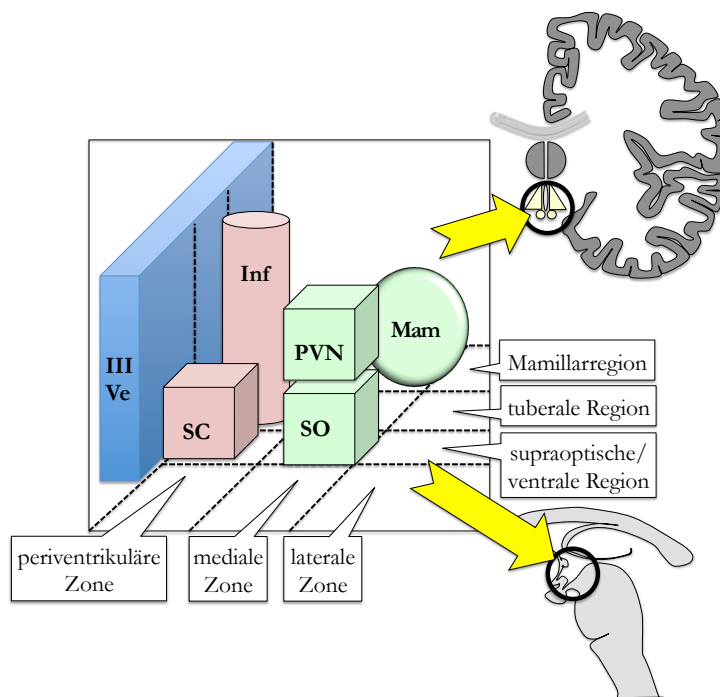 Inf
III
Ve
PVN
Mam
SC
SO
Mamillarregion
tuberale Region
supraoptische/
ventrale Region
periventrikuläre
Zone
mediale
Zone
laterale
Zone